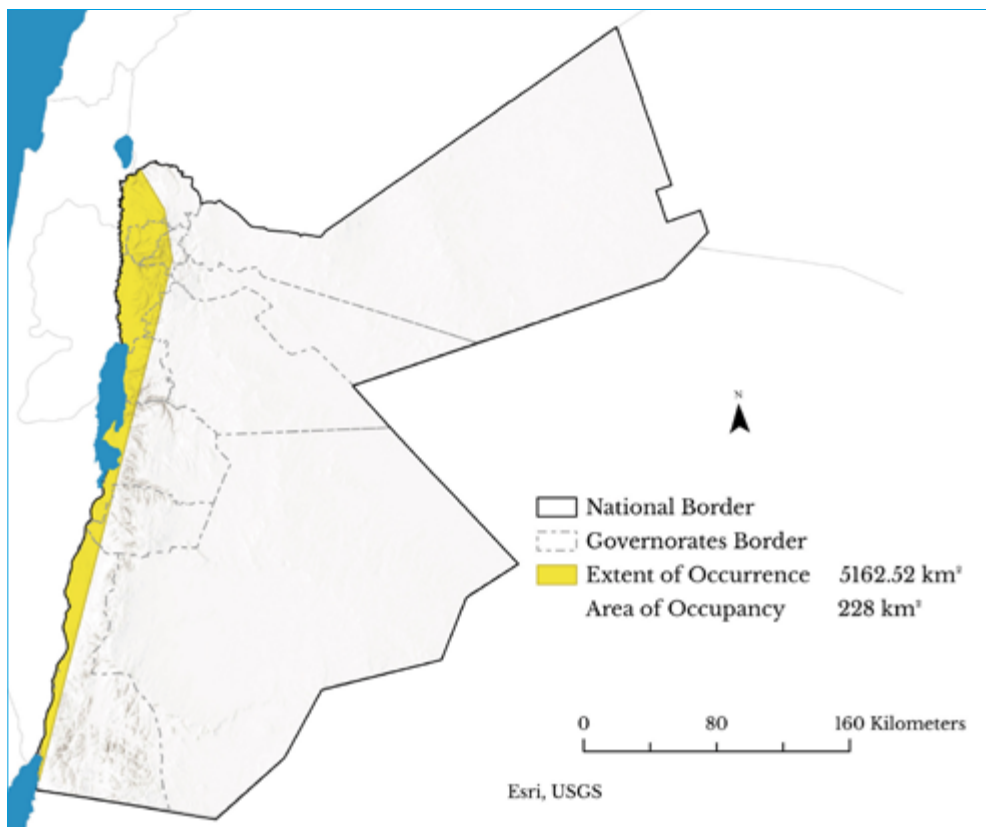 N
National Border
Governorates Border
Extent of Occurrence 5162.52 km²
Area of Occupancy 228 km²
0 80 160 Kilometers
Esri, USGS